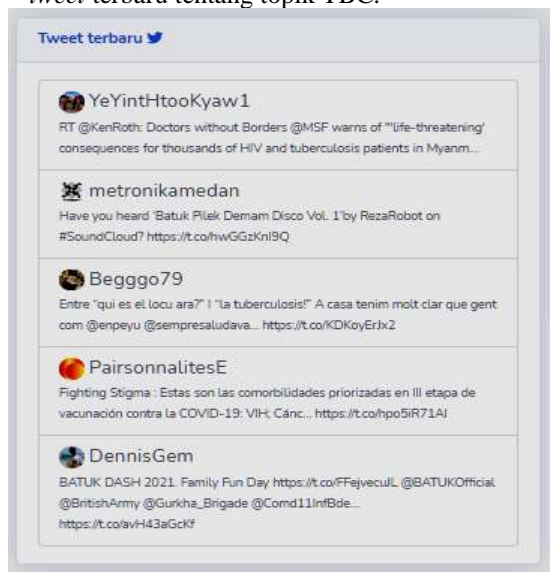 tweet terbaru tentang topik TBC.
Tweet terbaru
YeYintHtooKyaw1
RT @KenRoth: Doctors without Borders @MSF warns of "'life-threatening'
consequences for thousands of HIV and tuberculosis patients in Myanm...
metronikamedan
Have you heard 'Batuk Pilek Demam Disco Vol. 1'by RezaRobot on
#SoundCloud? https://t.co/hwGGzKnI9Q
Begggo79
Entre "qui es el locu ara?" I "la tuberculosis!" A casa tenim molt clar que gent
com @enpeyu @sempresaludava... https://t.co/KDKoyErJx2
PairsonnalitesE
Fighting Stigma : Estas son las comorbilidades priorizadas en III etapa de
vacunación contra la COVID-19: VIH; Cánc... https://t.co/hpo5iR71AI
DennisGem
BATUK DASH 2021. Family Fun Day https://t.co/FFejvecuJL @BATUKOfficial
@BritishArmy @Gurkha_Brigade @Comd11InfBde...
https://t.co/avH43aGcKf